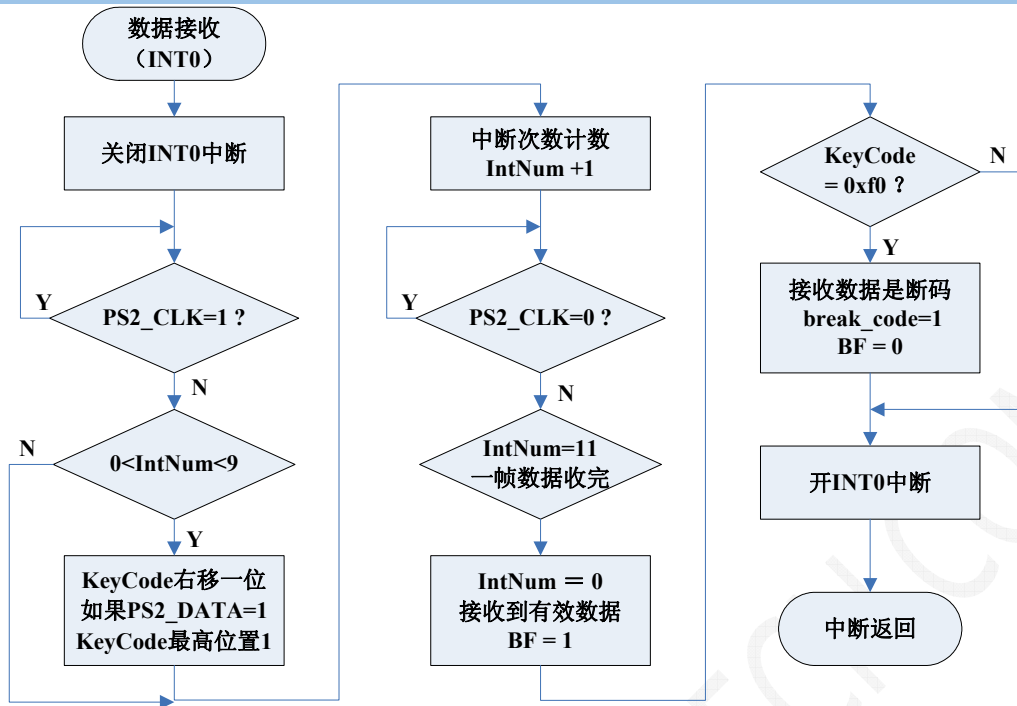 数据接收
（INT0）
关闭INT0中断
PS2_CLK=1 ?
Y
N
0<IntNum<9
N
Y
KeyCode右移一位
如果PS2_DATA=1
KeyCode最高位置1
中断次数计数
IntNum +1
PS2_CLK=0 ?
Y
N
IntNum=11
一帧数据收完
IntNum ＝ 0
接收到有效数据
BF = 1
KeyCode
= 0xf0 ？
N
Y
接收数据是断码
break_code=1
BF = 0
开INT0中断
中断返回